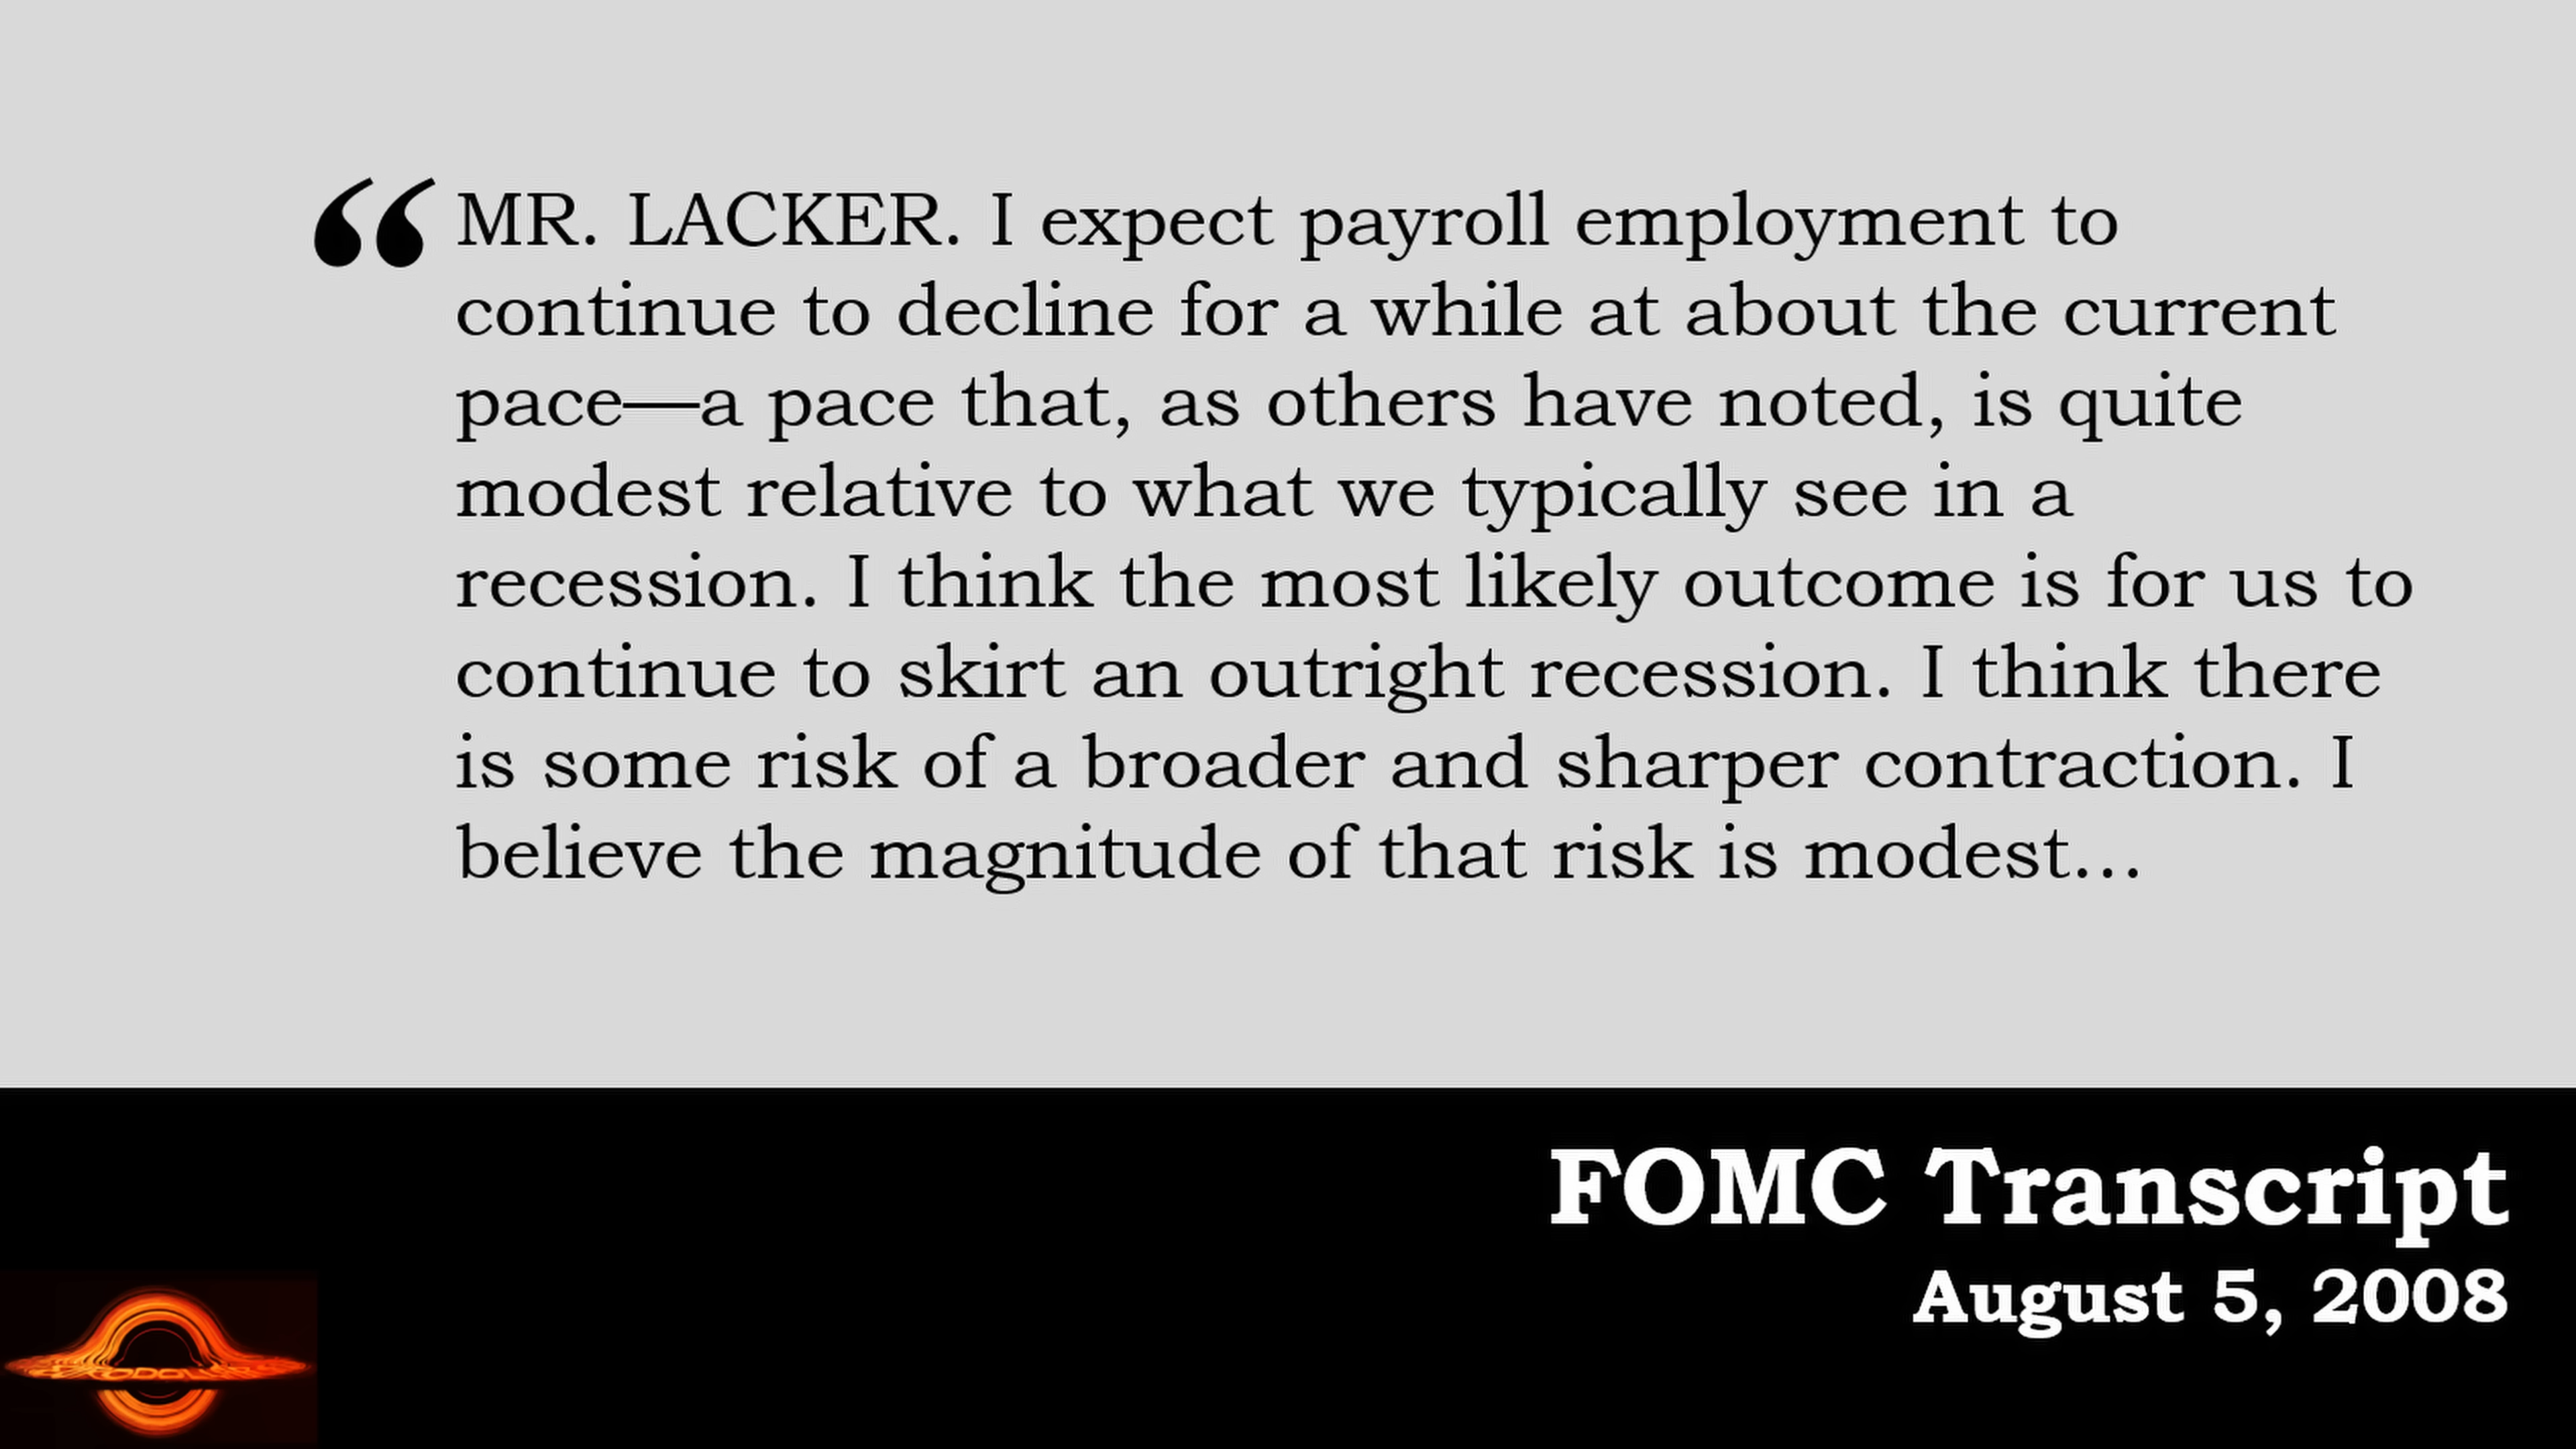 “MR. LACKER. I expect payroll employment to
continue to decline for a while at about the current
pace—a pace that, as others have noted, is quite
modest relative to what we typically see in a
recession. I think the most likely outcome is for us to
continue to skirt an outright recession. I think there
is some risk of a broader and sharper contraction. I
believe the magnitude of that risk is modest…
FOMC Transcript
August 5, 2008